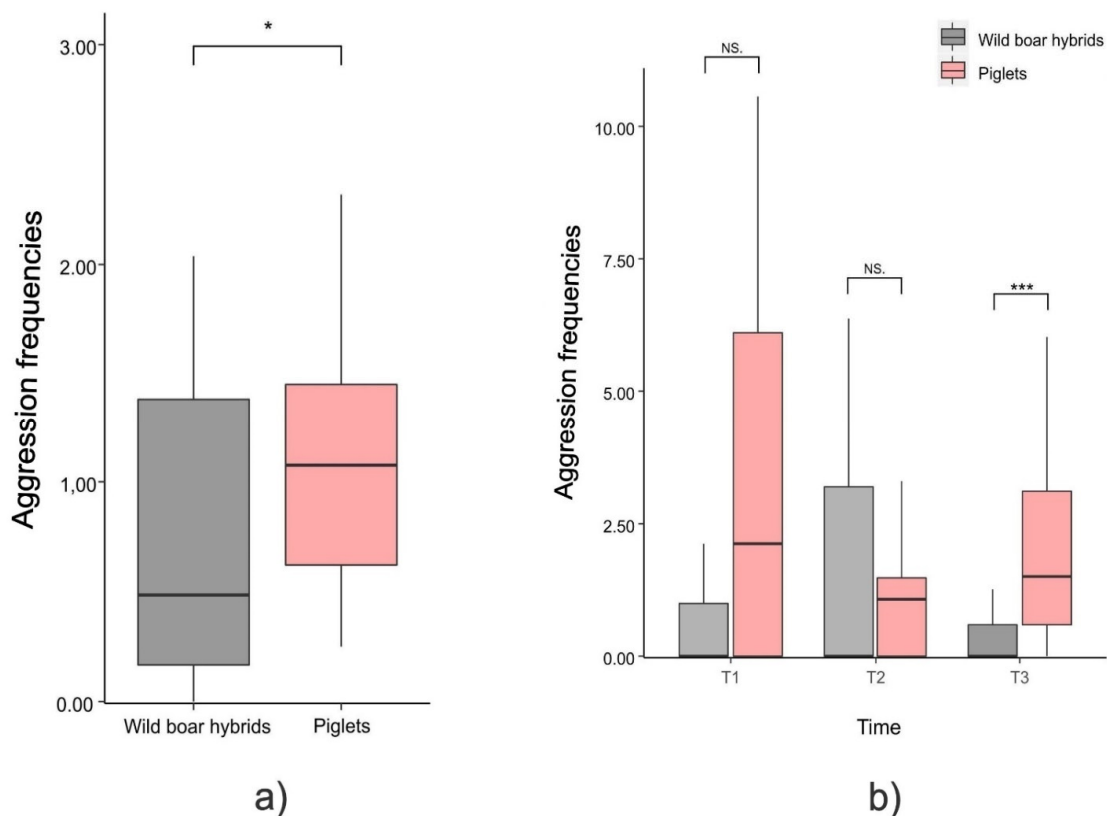 3.00
*
2.00
1,00
0.00
Aggression frequencies
Wild boar hybrids
Piglets
a)
Wild boar hybrids
Piglets
NS.
NS.
***
10.00
7.50
5.00
2.50
0.00
Aggression frequencies
T1
T2
T3
Time
b)